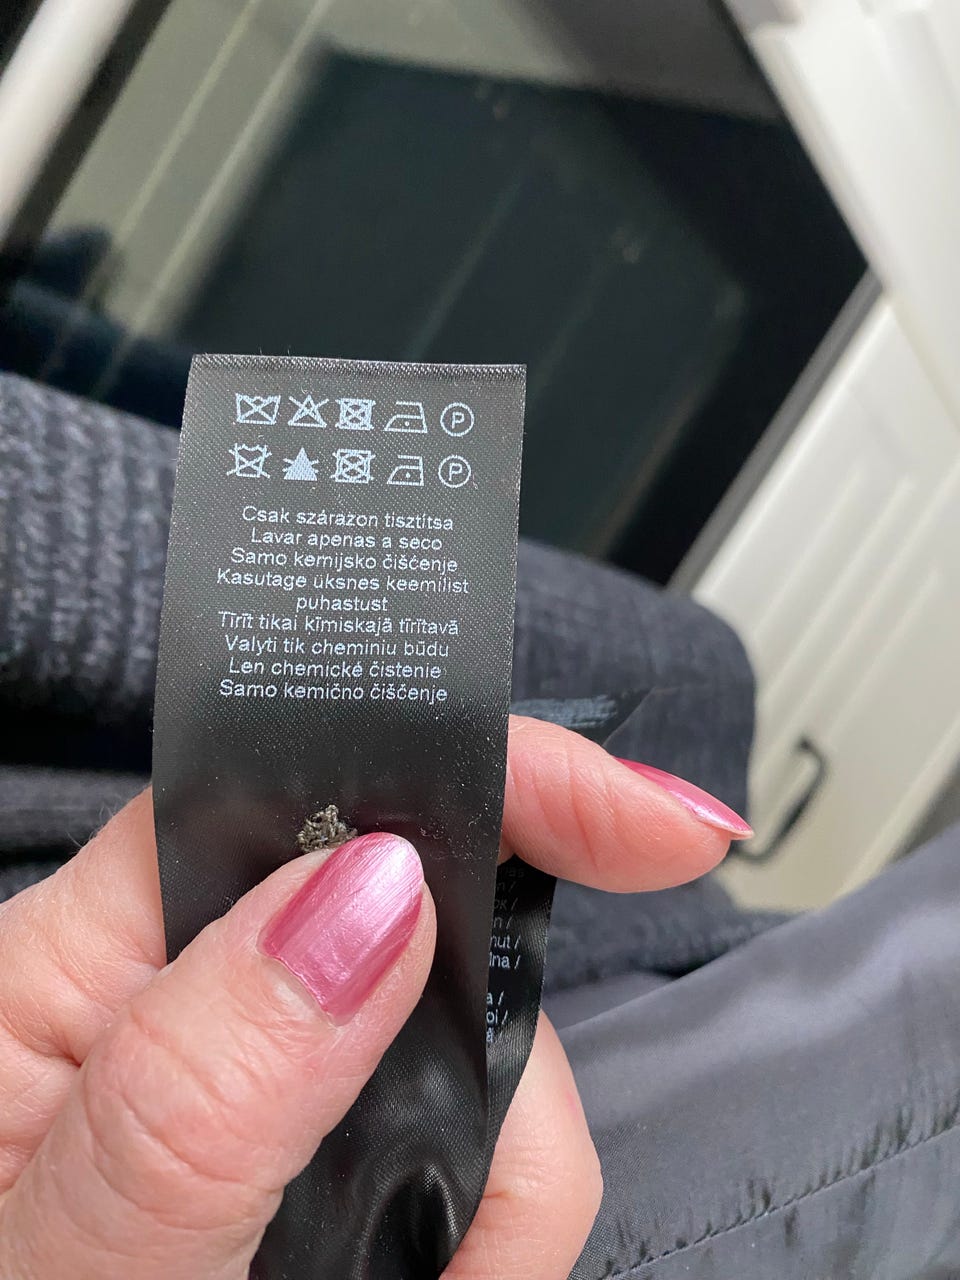 P
P
Csak szárazon tisztítsa
Lavar apenas a seco
Samo kemijsko čišćenje
Kasutage üksnes keemilist
puhastust
Tīrīt tikai ķīmiskajā tīrītavā
Valyti tik cheminiu būdu
Len chemické čistenie
Samo kemično čiščenje